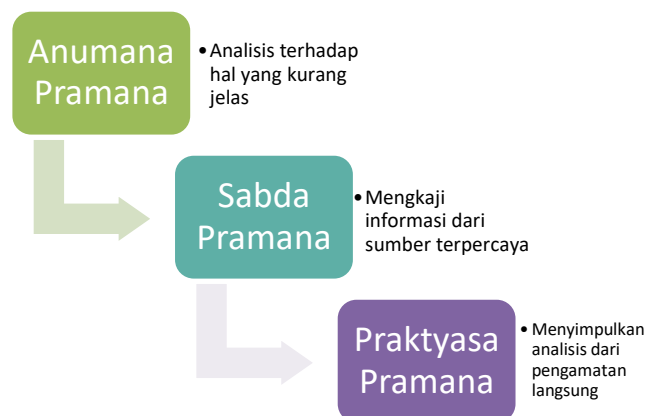 Anumana
Pramana
•Analisis terhadap
hal yang kurang
jelas
Sabda
Pramana
•Mengkaji
informasi dari
sumber terpercaya
Praktyasa
Pramana
•Menyimpulkan
analisis dari
pengamatan
langsung